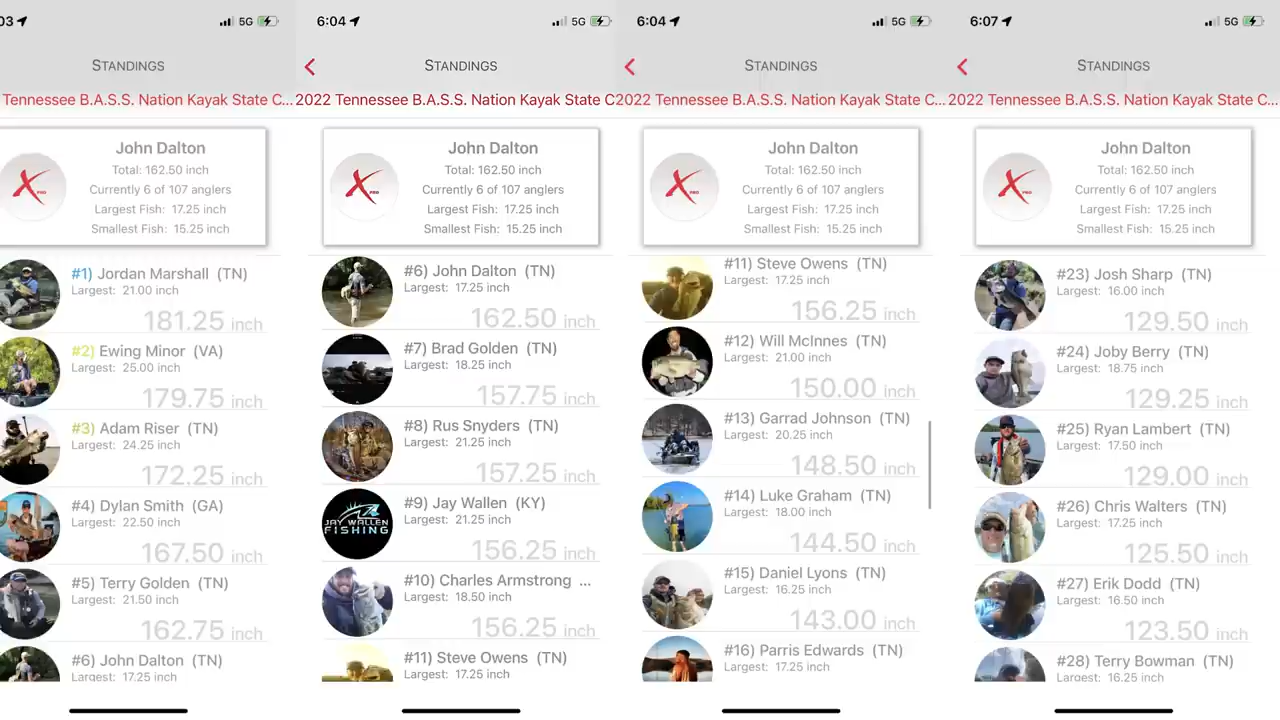 03
5G
STANDINGS
Tennessee B.A.S.S. Nation Kayak State C...
John Dalton
Total: 162.50 inch
Currently 6 of 107 anglers
Largest Fish: 17.25 inch
Smallest Fish: 15.25 inch
X PRO
#1) Jordan Marshall (TN)
Largest: 21.00 inch
181.25 inch
#2) Ewing Minor (VA)
Largest: 25.00 inch
179.75 inch
#3) Adam Riser (TN)
Largest: 24.25 inch
172.25 inch
#4) Dylan Smith (GA)
Largest: 22.50 inch
167.50 inch
#5) Terry Golden (TN)
Largest: 21.50 inch
162.75 inch
#6) John Dalton (TN)
Largest: 17.25 inch
6:04
5G
STANDINGS
2022 Tennessee B.A.S.S. Nation Kayak State C
John Dalton
Total: 162.50 inch
Currently 6 of 107 anglers
Largest Fish: 17.25 inch
Smallest Fish: 15.25 inch
X PRO
#6) John Dalton (TN)
Largest: 17.25 inch
162.50 inch
#7) Brad Golden (TN)
Largest: 18.25 inch
157.75 inch
#8) Rus Snyders (TN)
Largest: 21.25 inch
157.25 inch
#9) Jay Wallen (KY)
Largest: 21.25 inch
156.25 inch
JAY WALLEN
FISHING
#10) Charles Armstrong ...
Largest: 18.50 inch
156.25 inch
#11) Steve Owens (TN)
Largest: 17.25 inch
6:04
5G
STANDINGS
2022 Tennessee B.A.S.S. Nation Kayak State C...
John Dalton
Total: 162.50 inch
Currently 6 of 107 anglers
Largest Fish: 17.25 inch
Smallest Fish: 15.25 inch
X PRO
#11) Steve Owens (TN)
Largest: 17.25 inch
156.25 inch
#12) Will McInnes (TN)
Largest: 21.00 inch
150.00 inch
#13) Garrad Johnson (TN)
Largest: 20.25 inch
148.50 inch
#14) Luke Graham (TN)
Largest: 18.00 inch
144.50 inch
#15) Daniel Lyons (TN)
Largest: 16.25 inch
143.00 inch
#16) Parris Edwards (TN)
Largest: 17.25 inch
6:07
5G
STANDINGS
2022 Tennessee B.A.S.S. Nation Kayak State C...
John Dalton
Total: 162.50 inch
Currently 6 of 107 anglers
Largest Fish: 17.25 inch
Smallest Fish: 15.25 inch
X PRO
#23) Josh Sharp (TN)
Largest: 16.00 inch
129.50 inch
#24) Joby Berry (TN)
Largest: 18.75 inch
129.25 inch
#25) Ryan Lambert (TN)
Largest: 17.50 inch
129.00 inch
#26) Chris Walters (TN)
Largest: 17.25 inch
125.50 inch
#27) Erik Dodd (TN)
Largest: 16.50 inch
123.50 inch
#28) Terry Bowman (TN)
Largest: 16.25 inch